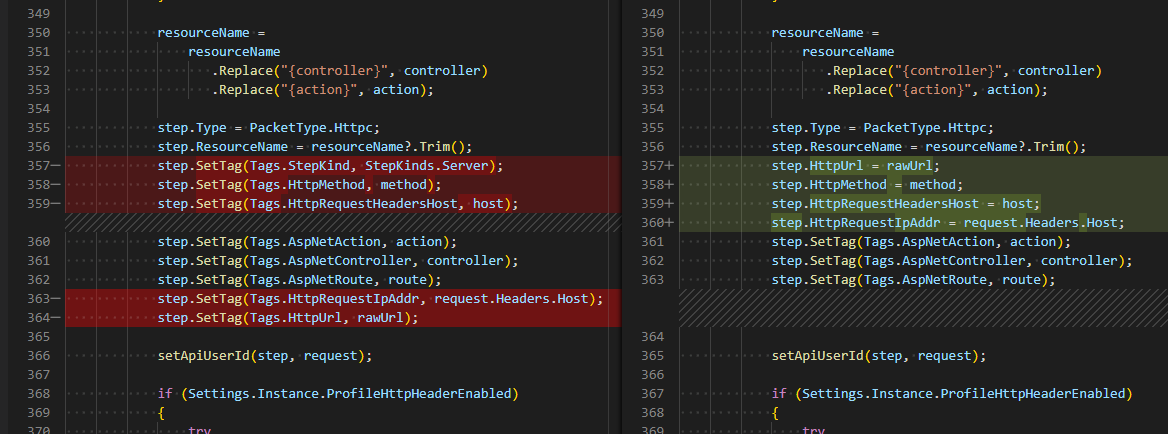 349
350 resourceName =
351 resourceName
352 .Replace("{controller}", controller)
353 .Replace("{action}", action);
354
355 step.Type = PacketType.Httpc;
356 step.ResourceName = resourceName?.Trim();
357− step.SetTag(Tags.StepKind, StepKinds.Server);
358− step.SetTag(Tags.HttpMethod, method);
359− step.SetTag(Tags.HttpRequestHeadersHost, host);
360 step.SetTag(Tags.AspNetAction, action);
361 step.SetTag(Tags.AspNetController, controller);
362 step.SetTag(Tags.AspNetRoute, route);
363− step.SetTag(Tags.HttpRequestIpAddr, request.Headers.Host);
364− step.SetTag(Tags.HttpUrl, rawUrl);
365
366 setApiUserId(step, request);
367
368 if (Settings.Instance.ProfileHttpHeaderEnabled)
369 {
370 try
349
350 resourceName =
351 resourceName
352 .Replace("{controller}", controller)
353 .Replace("{action}", action);
354
355 step.Type = PacketType.Httpc;
356 step.ResourceName = resourceName?.Trim();
357+ step.HttpUrl = rawUrl;
358+ step.HttpMethod = method;
359+ step.HttpRequestHeadersHost = host;
360+ step.HttpRequestIpAddr = request.Headers.Host;
361 step.SetTag(Tags.AspNetAction, action);
362 step.SetTag(Tags.AspNetController, controller);
363 step.SetTag(Tags.AspNetRoute, route);
364
365 setApiUserId(step, request);
366
367 if (Settings.Instance.ProfileHttpHeaderEnabled)
368 {
369 try